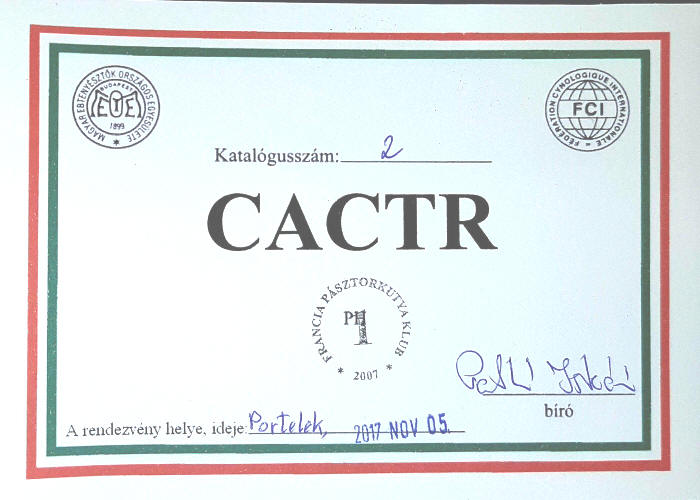 MAGYAR EBTENYÉSZTŐK ORSZÁGOS EGYESÜLETE
BUDAPEST
1899
FEDERATION CYNOLOGIQUE INTERNATIONALE
FCI
Katalógusszám: 2
CACTR
FRANCIA PÁSZTORKUTYA KLUB
PH
1
* 2007 *
bíró
A rendezvény helye, ideje: Portelek, 2017 NOV 05.